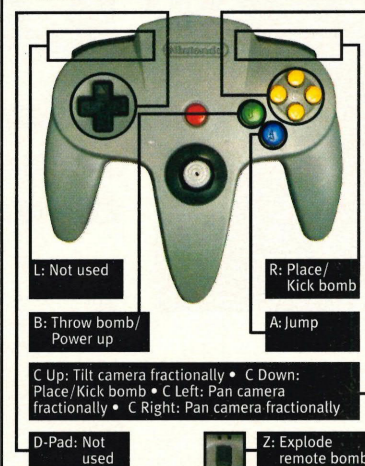 Nintendo
L: Not used
R: Place/
Kick bomb
B: Throw bomb/
Power up
A: Jump
C Up: Tilt camera fractionally • C Down:
Place/Kick bomb • C Left: Pan camera
fractionally • C Right: Pan camera fractionally
D-Pad: Not
used
Z: Explode
remote bomb